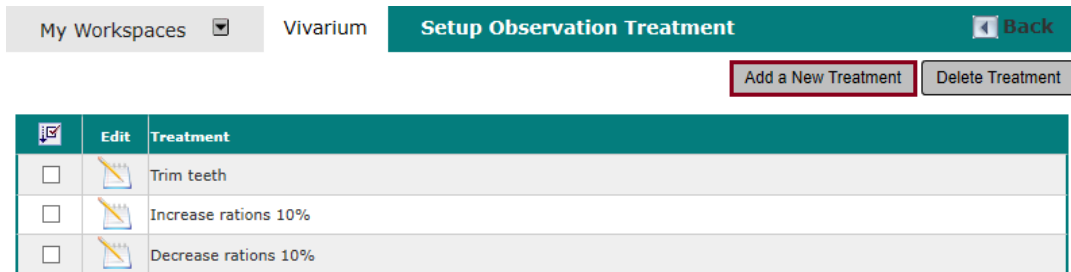 My Workspaces Vivarium Setup Observation Treatment Back
Add a New Treatment Delete Treatment
Edit Treatment
Trim teeth
Increase rations 10%
Decrease rations 10%